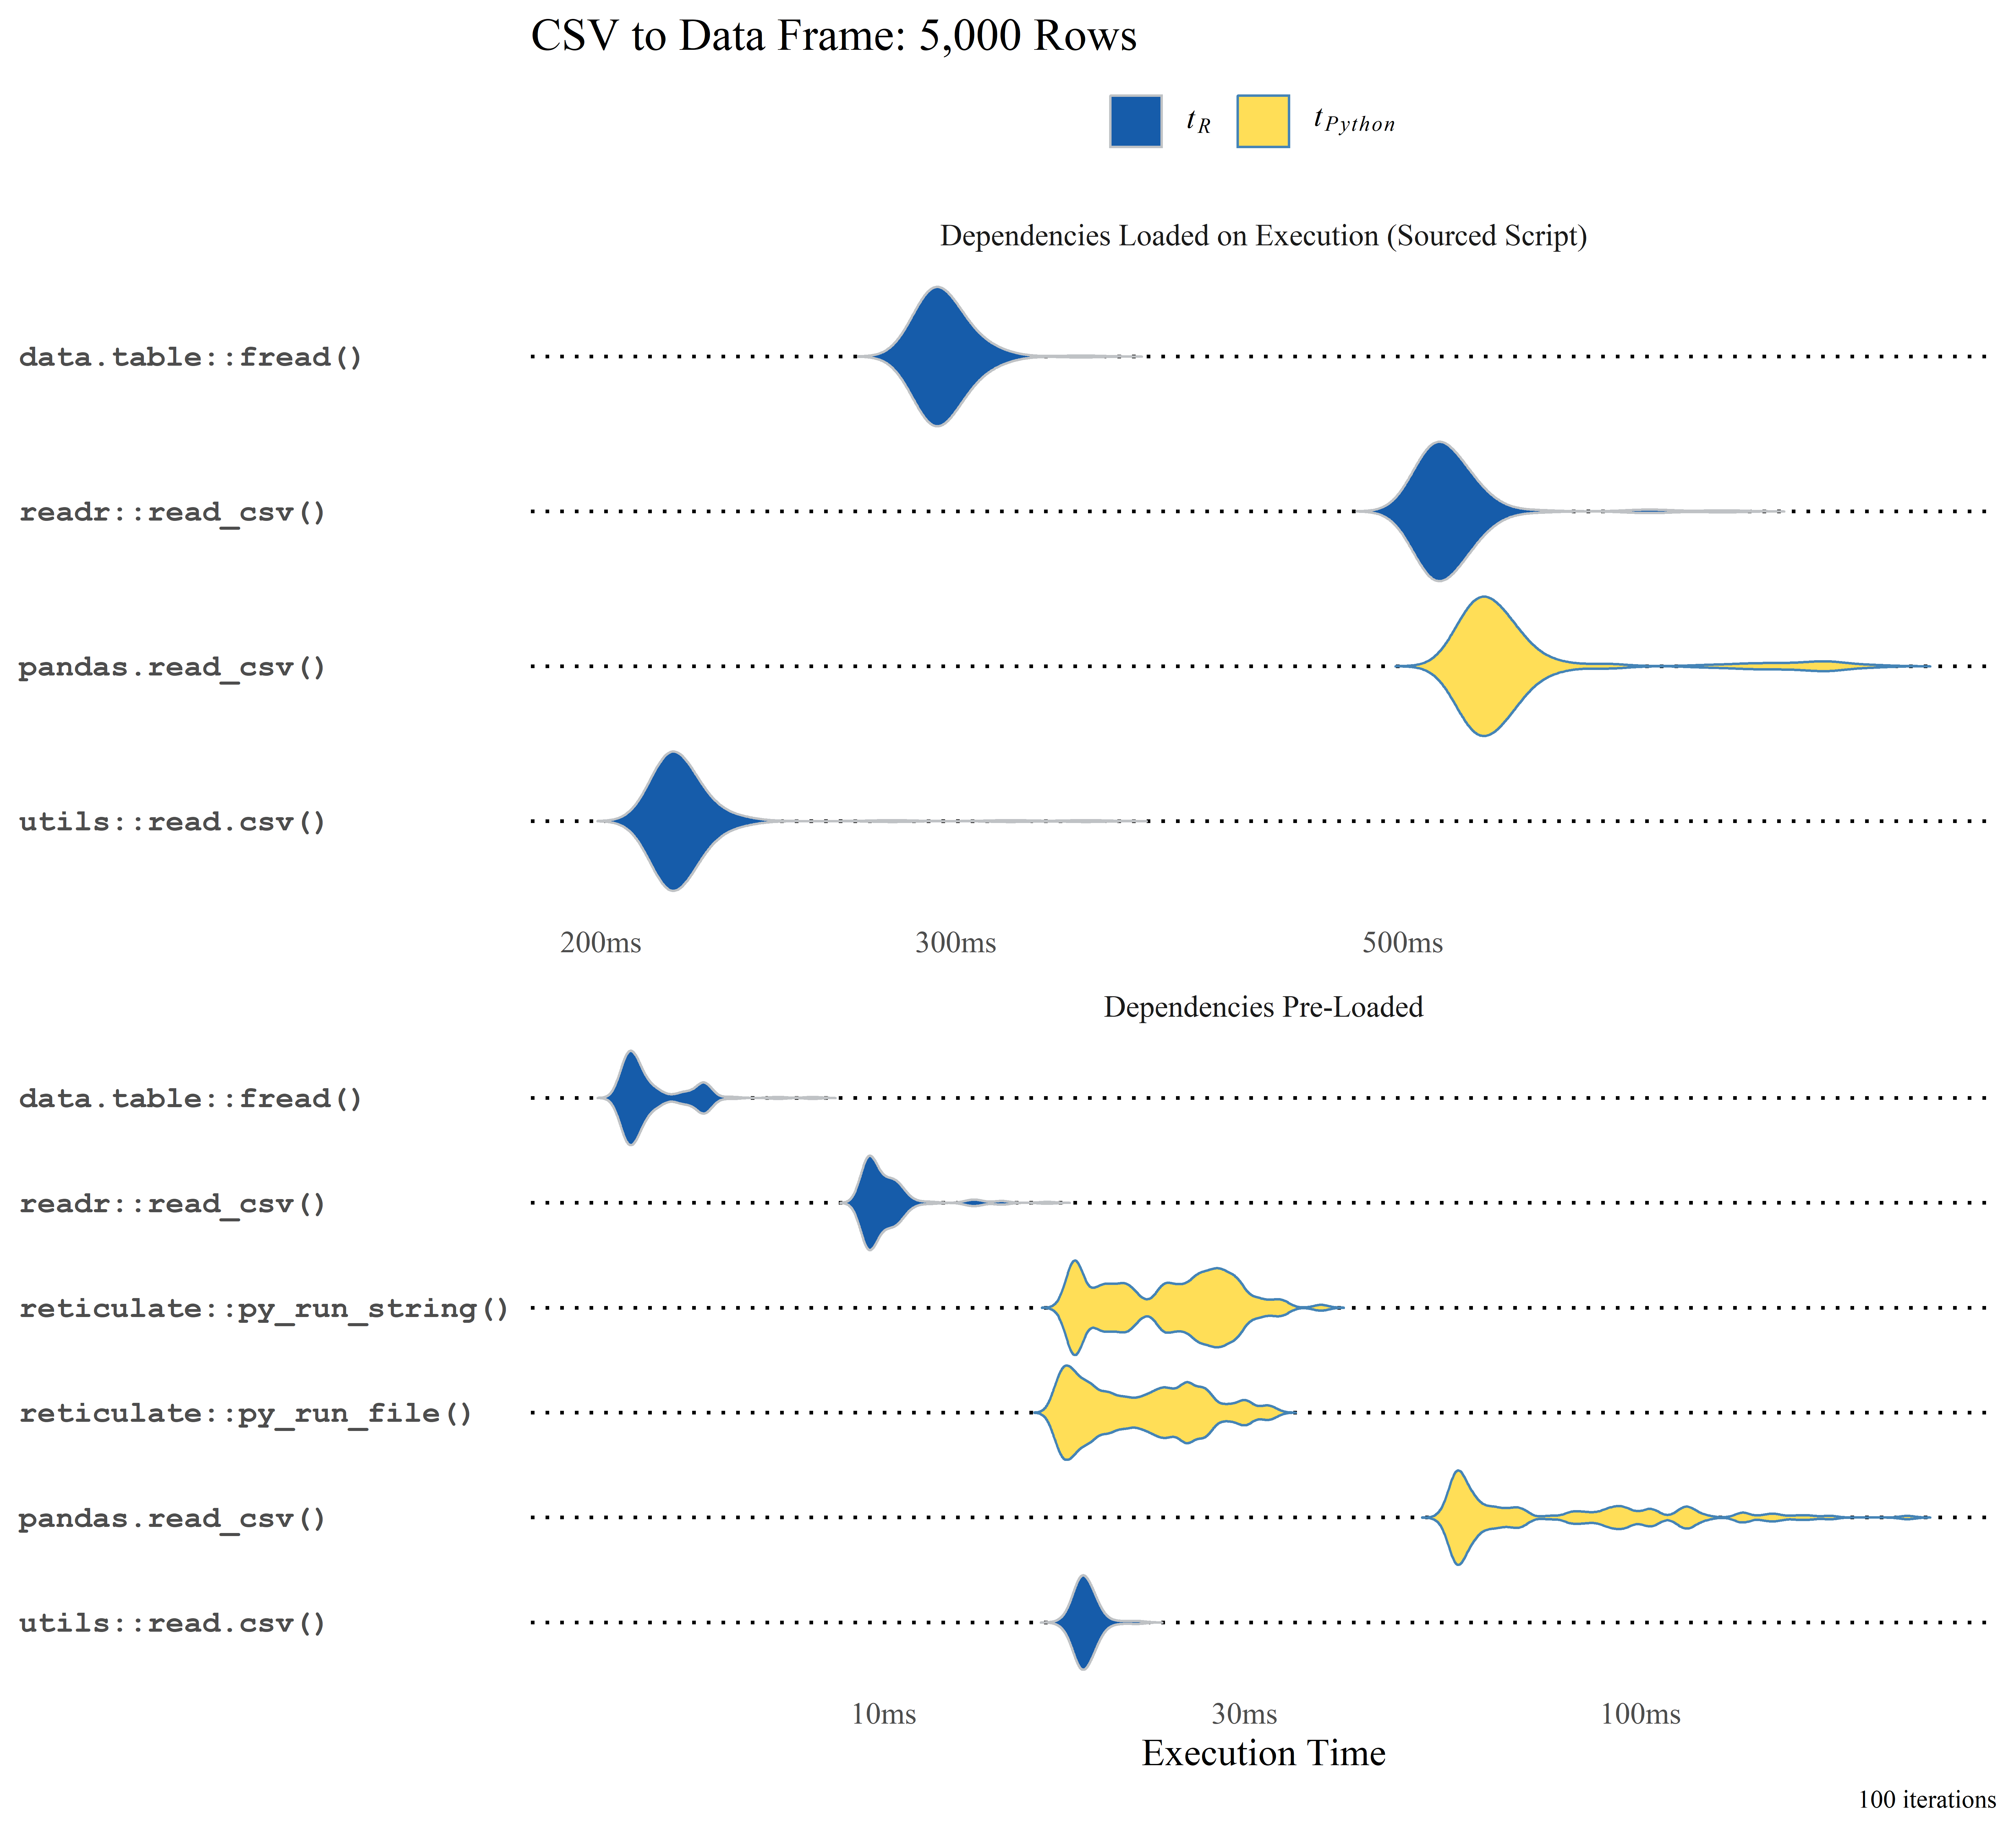 CSV to Data Frame: 5,000 Rows
t_R t_Python
Dependencies Loaded on Execution (Sourced Script)
data.table::fread()
readr::read_csv()
pandas.read_csv()
utils::read.csv()
200ms 300ms 500ms
Dependencies Pre-Loaded
data.table::fread()
readr::read_csv()
reticulate::py_run_string()
reticulate::py_run_file()
pandas.read_csv()
utils::read.csv()
10ms 30ms 100ms
Execution Time
100 iterations